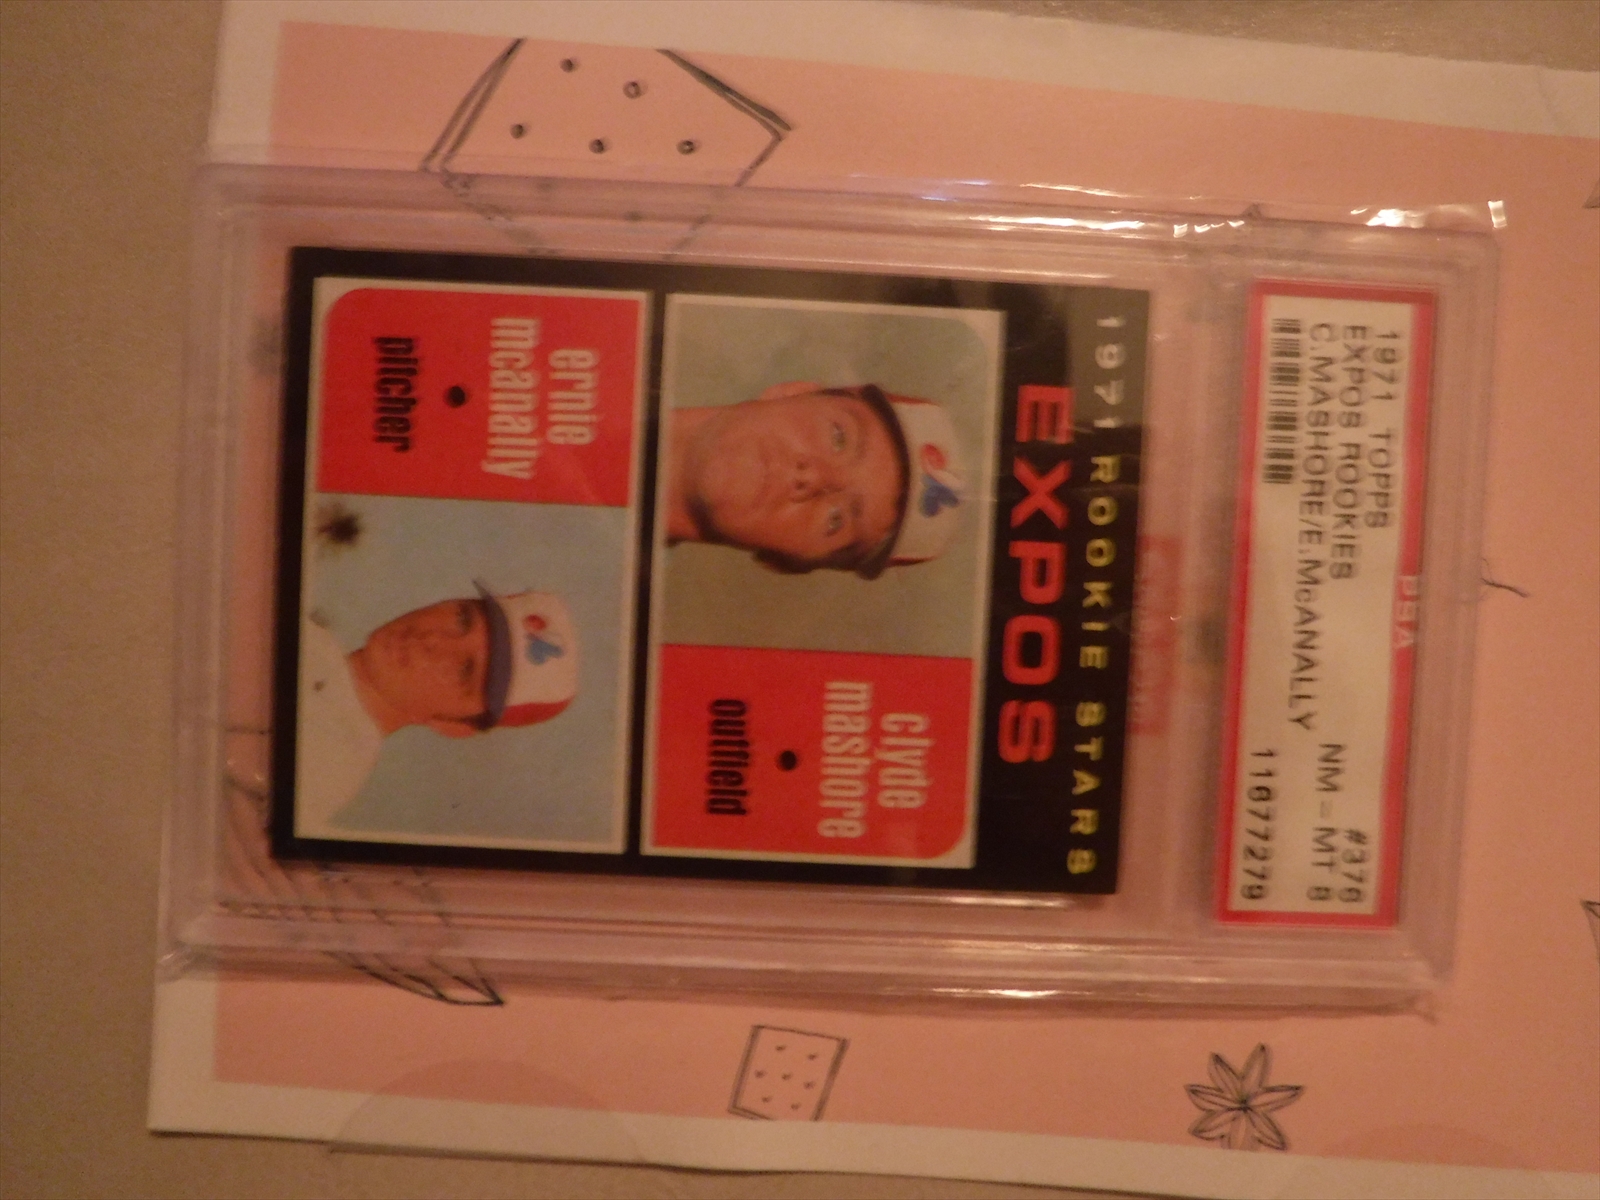 PSA
1971 TOPPS #376
EXPOS ROOKIES
C.MASHORE/E.McANALLY NM-MT 8
11677279
1971 ROOKIE STARS
EXPOS
clyde
mashore
outfield
ernie
mcanally
pitcher